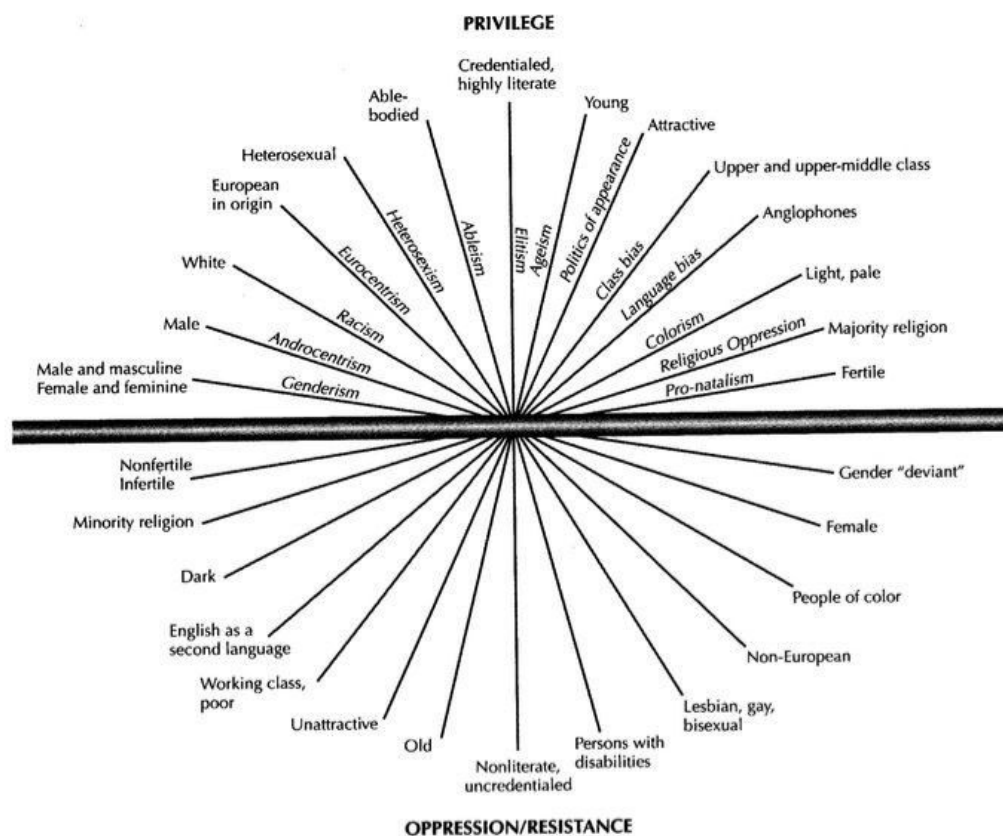 PRIVILEGE
Credentialed,
highly literate
Able-
bodied
Young
Attractive
Heterosexual
Upper and upper-middle class
European
in origin
Anglophones
White
Light, pale
Male
Majority religion
Male and masculine
Female and feminine
Fertile
Genderism
Androcentrism
Racism
Eurocentrism
Heterosexism
Ableism
Elitism
Ageism
Politics of appearance
Class bias
Language bias
Colorism
Religious Oppression
Pro-natalism
Nonfertile
Infertile
Gender “deviant”
Minority religion
Female
Dark
People of color
English as a
second language
Non-European
Working class,
poor
Lesbian, gay,
bisexual
Unattractive
Old
Persons with
disabilities
Nonliterate,
uncredentialed
OPPRESSION/RESISTANCE